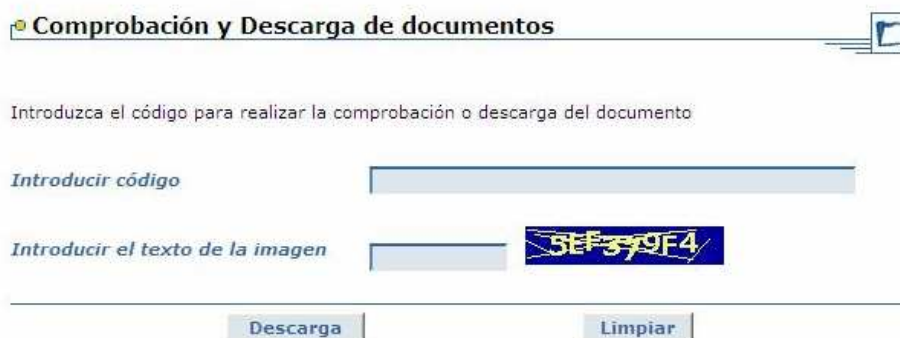 Comprobación y Descarga de documentos
Introduzca el código para realizar la comprobación o descarga del documento
Introducir código
Introducir el texto de la imagen
Descarga
Limpiar